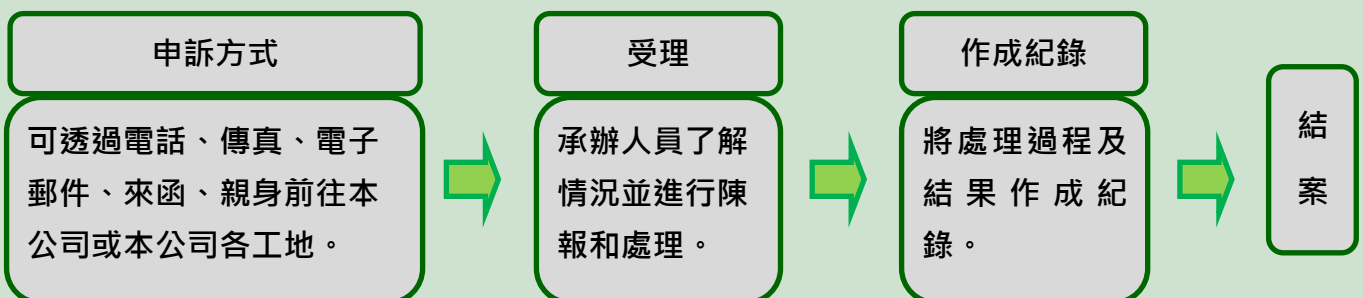 申訴方式
可透過電話、傳真、電子
郵件、來函、親身前往本
公司或本公司各工地。
受理
承辦人員了解
情況並進行陳
報和處理。
作成紀錄
將處理過程及
結果作成紀
錄。
結
案